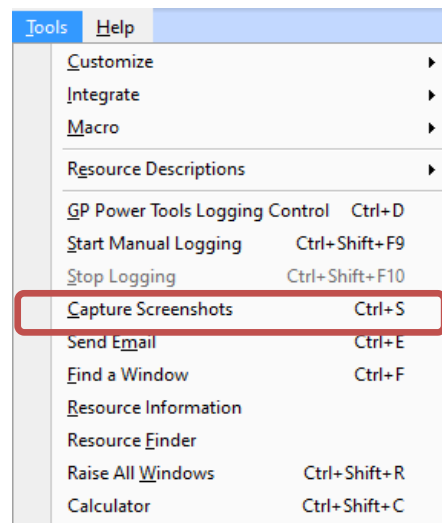 Tools Help
Customize
Integrate
Macro
Resource Descriptions
GP Power Tools Logging Control Ctrl+D
Start Manual Logging Ctrl+Shift+F9
Stop Logging Ctrl+Shift+F10
Capture Screenshots Ctrl+S
Send Email Ctrl+E
Find a Window Ctrl+F
Resource Information
Resource Finder
Raise All Windows Ctrl+Shift+R
Calculator Ctrl+Shift+C